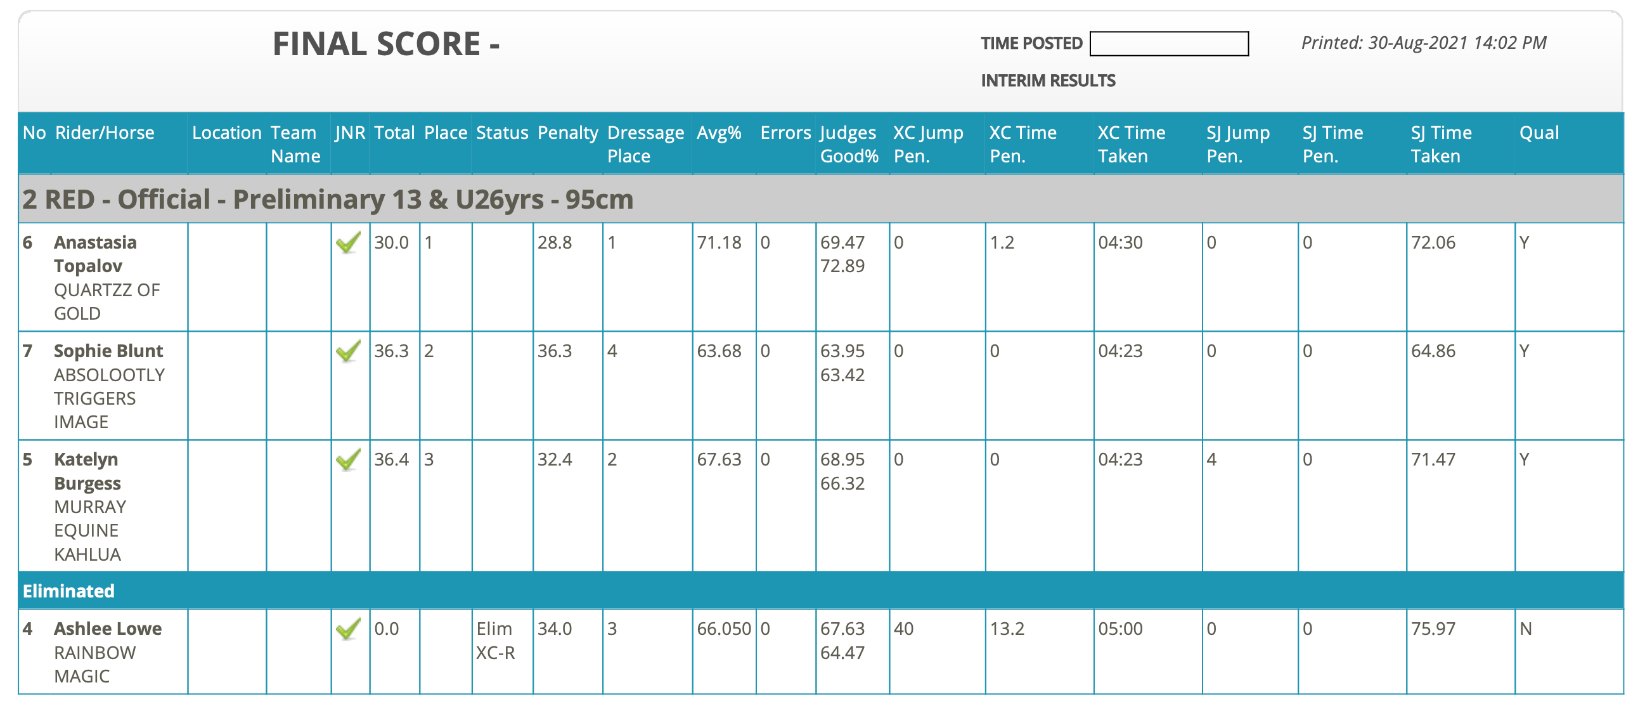 FINAL SCORE -
TIME POSTED
Printed: 30-Aug-2021 14:02 PM
INTERIM RESULTS
No Rider/Horse Location Team Name JNR Total Place Status Penalty Dressage Place Avg% Errors Judges Good% XC Jump Pen. XC Time Pen. XC Time Taken SJ Jump Pen. SJ Time Pen. SJ Time Taken Qual
2 RED - Official - Preliminary 13 & U26yrs - 95cm
6 Anastasia 30.0 1 28.8 1 71.18 0 69.47 0 1.2 04:30 0 0 72.06 Y
Topalov 72.89
QUARTZZ OF
GOLD
7 Sophie Blunt 36.3 2 36.3 4 63.68 0 63.95 0 0 04:23 0 0 64.86 Y
ABSOLOOTLY 63.42
TRIGGERS
IMAGE
5 Katelyn 36.4 3 32.4 2 67.63 0 68.95 0 0 04:23 4 0 71.47 Y
Burgess 66.32
MURRAY
EQUINE
KAHLUA
Eliminated
4 Ashlee Lowe 0.0 Elim 34.0 3 66.050 0 67.63 40 13.2 05:00 0 0 75.97 N
RAINBOW XC-R 64.47
MAGIC